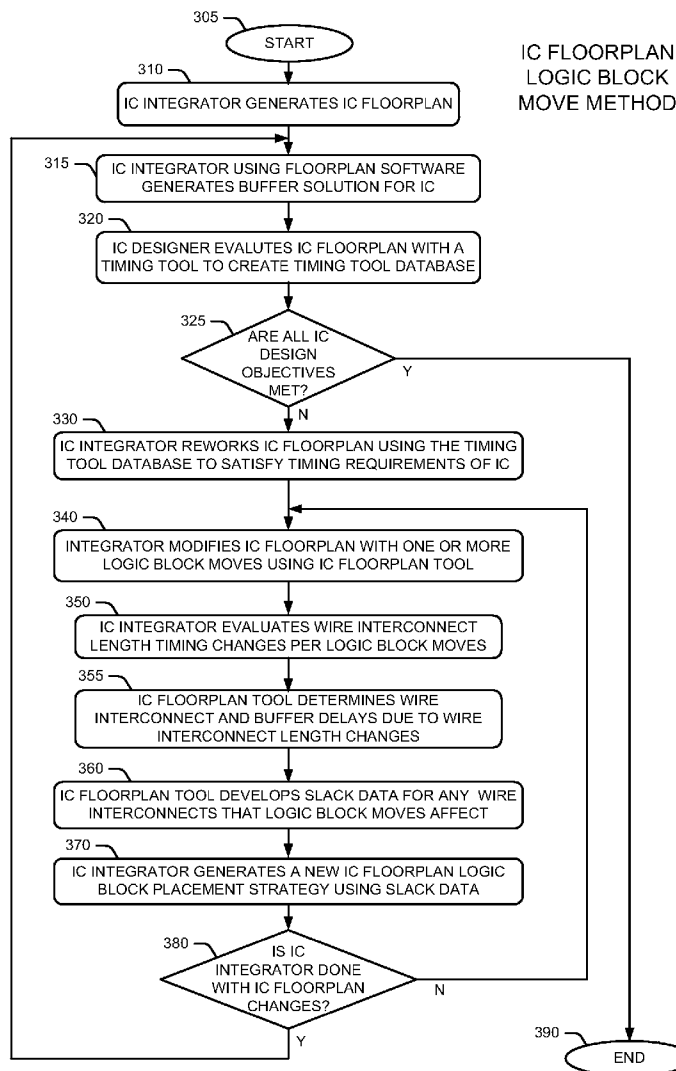 305
START
IC FLOORPLAN
LOGIC BLOCK
MOVE METHOD
310
IC INTEGRATOR GENERATES IC FLOORPLAN
315
IC INTEGRATOR USING FLOORPLAN SOFTWARE
GENERATES BUFFER SOLUTION FOR IC
320
IC DESIGNER EVALUTES IC FLOORPLAN WITH A
TIMING TOOL TO CREATE TIMING TOOL DATABASE
325
ARE ALL IC
DESIGN
OBJECTIVES
MET?
Y
N
330
IC INTEGRATOR REWORKS IC FLOORPLAN USING THE TIMING
TOOL DATABASE TO SATISFY TIMING REQUIREMENTS OF IC
340
INTEGRATOR MODIFIES IC FLOORPLAN WITH ONE OR MORE
LOGIC BLOCK MOVES USING IC FLOORPLAN TOOL
350
IC INTEGRATOR EVALUATES WIRE INTERCONNECT
LENGTH TIMING CHANGES PER LOGIC BLOCK MOVES
355
IC FLOORPLAN TOOL DETERMINES WIRE
INTERCONNECT AND BUFFER DELAYS DUE TO WIRE
INTERCONNECT LENGTH CHANGES
360
IC FLOORPLAN TOOL DEVELOPS SLACK DATA FOR ANY WIRE
INTERCONNECTS THAT LOGIC BLOCK MOVES AFFECT
370
IC INTEGRATOR GENERATES A NEW IC FLOORPLAN LOGIC
BLOCK PLACEMENT STRATEGY USING SLACK DATA
380
IS IC
INTEGRATOR DONE
WITH IC FLOORPLAN
CHANGES?
N
Y
390
END